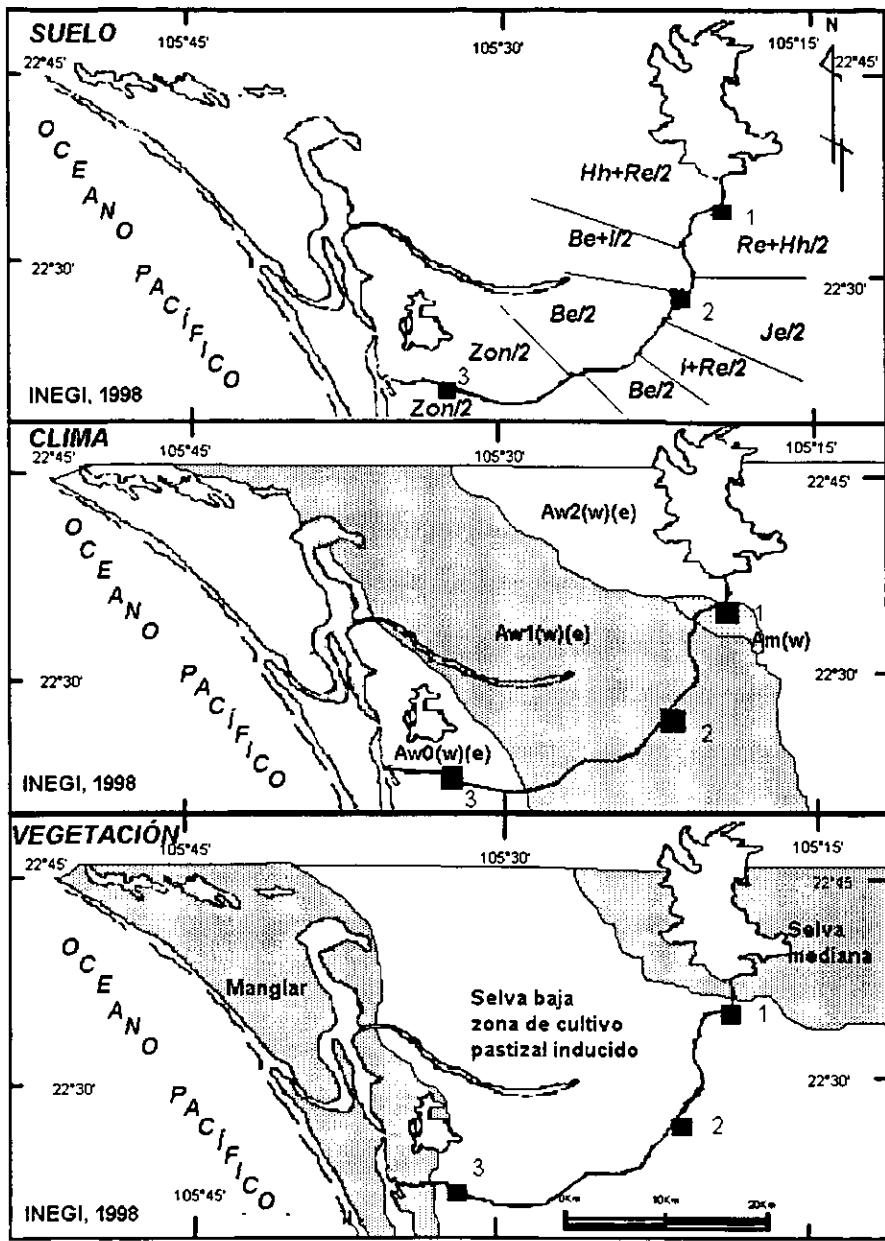 SUELO
105°45'
105°30'
105°15'
N
22°45'
22°45'
OCEANO PACÍFICO
Hh+Re/2
1
Be+I/2
Re+Hh/2
22°30'
22°30'
2
Be/2
Je/2
Zon/2
i+Re/2
3
Be/2
INEGI, 1998
Zon/2
CLIMA
105°45'
105°30'
105°15'
22°45'
22°45'
Aw2(w)(e)
OCEANO PACÍFICO
1
Aw1(w)(e)
Am(w)
22°30'
22°30'
2
Aw0(w)(e)
INEGI, 1998
3
VEGETACIÓN
105°45'
105°30'
105°15'
22°45'
22°45'
Selva
mediana
OCEANO PACÍFICO
Manglar
Selva baja
zona de cultivo
pastizal inducido
1
22°30'
22°30'
2
3
105°45'
0Km
10Km
20Km
INEGI, 1998